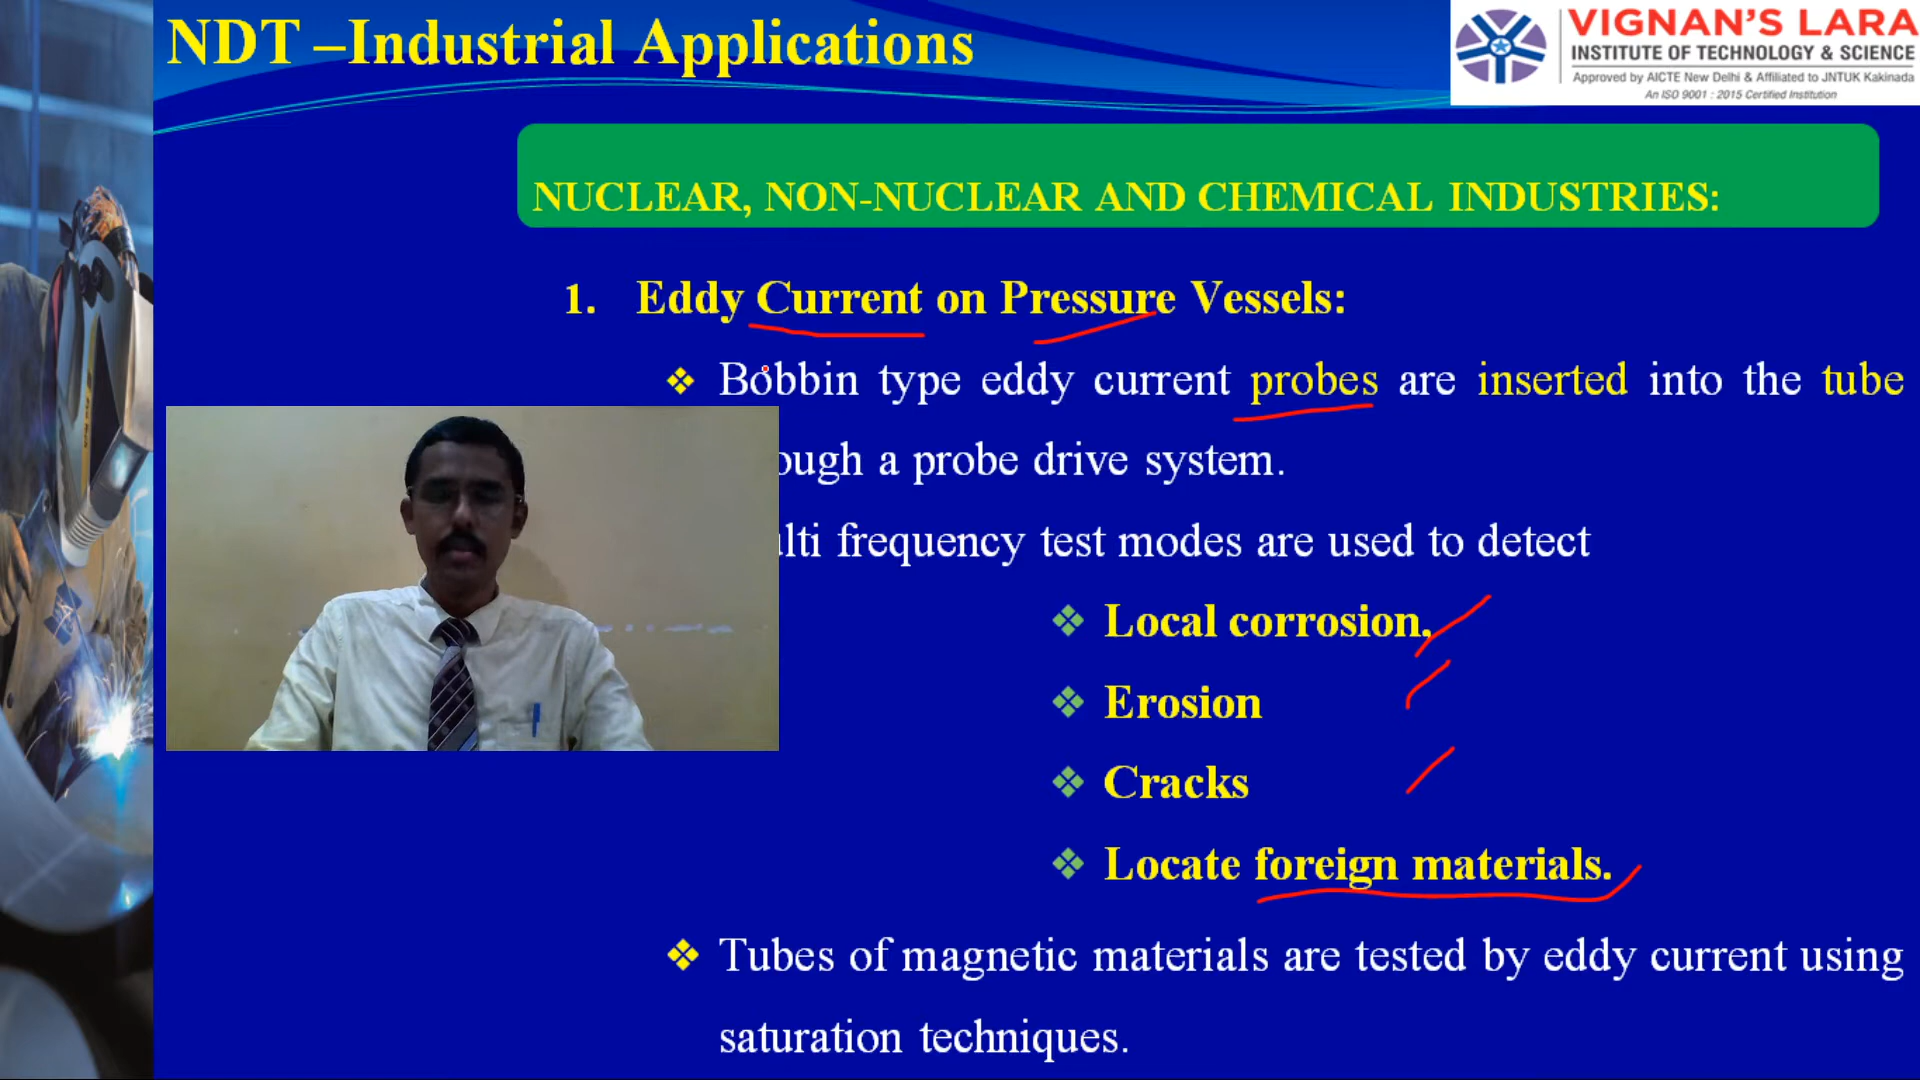 NDT –Industrial Applications
VIGNAN'S LARA
INSTITUTE OF TECHNOLOGY & SCIENCE
Approved by AICTE New Delhi & Affiliated to JNTUK Kakinada
An ISO 9001 : 2015 Certified Institution
NUCLEAR, NON-NUCLEAR AND CHEMICAL INDUSTRIES:
1. Eddy Current on Pressure Vessels:
Bobbin type eddy current probes are inserted into the tube
ough a probe drive system.
lti frequency test modes are used to detect
Local corrosion,
Erosion
Cracks
Locate foreign materials.
Tubes of magnetic materials are tested by eddy current using
saturation techniques.